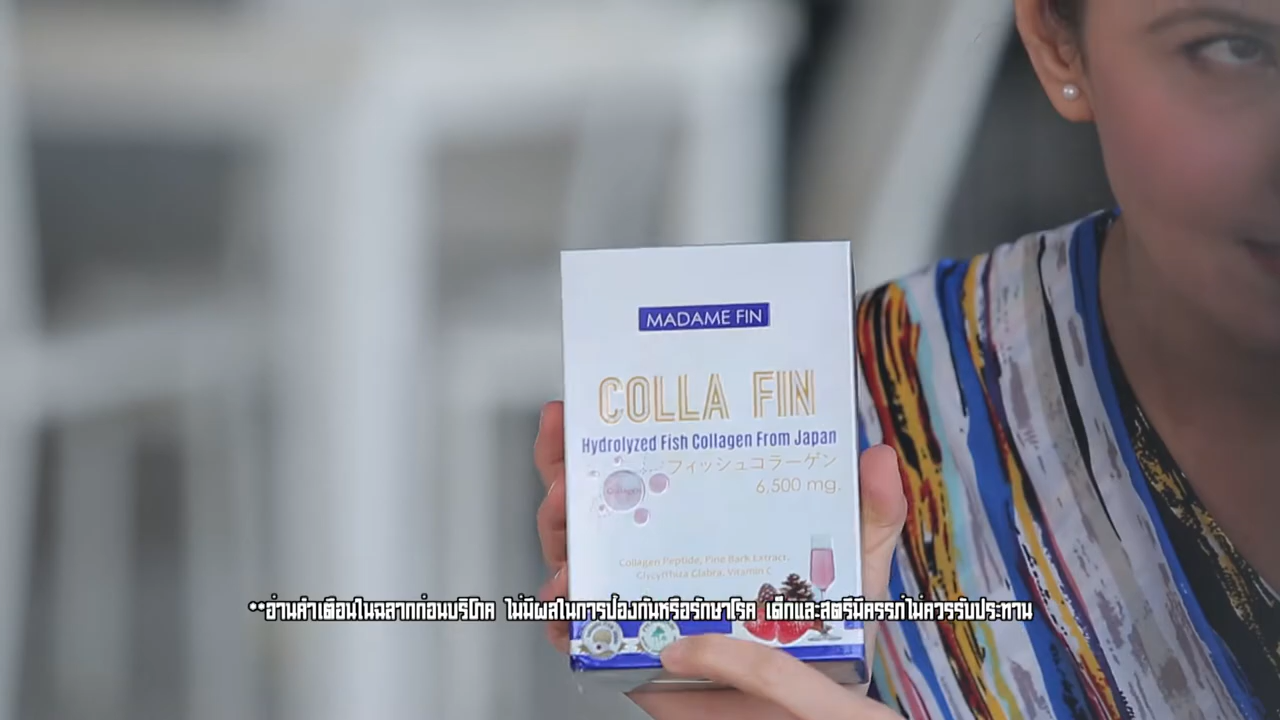 MADAME FIN
COLLA FIN
Hydrolyzed Fish Collagen From Japan
フィッシュコラーゲン
6,500 mg.
Collagen
Collagen Peptide, Pine Bark Extract,
Glycyrrhiza Glabra, Vitamin C
**อ่านคำเตือนในฉลากก่อนบริโภค ไม่มีผลในการป้องกันหรือรักษาโรค เด็กและสตรีมีครรภ์ไม่ควรรับประทาน